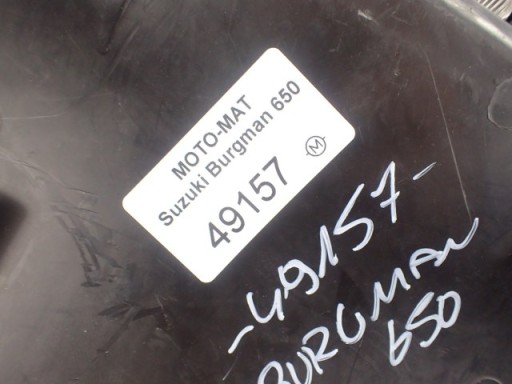 MOTO-MAT
Suzuki Burgman 650
49157
M
-49157-
BURGMAN
650